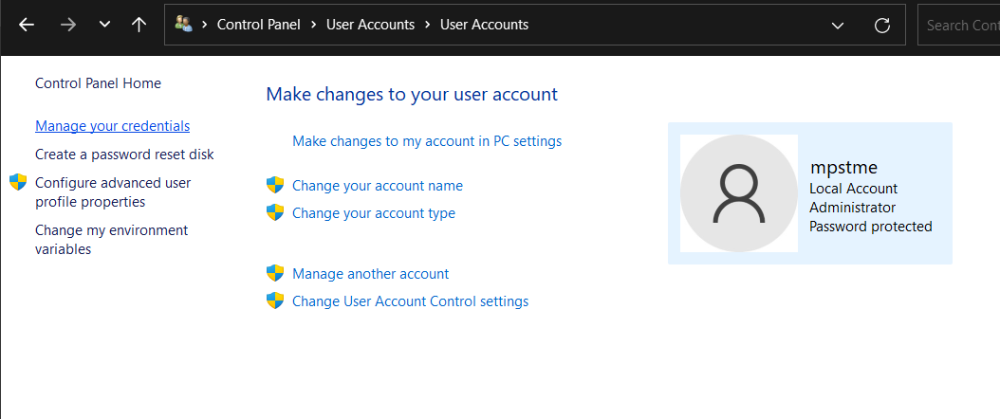 Control Panel > User Accounts > User Accounts
Search Cont
Control Panel Home
Manage your credentials
Create a password reset disk
Configure advanced user
profile properties
Change my environment
variables
Make changes to your user account
Make changes to my account in PC settings
Change your account name
Change your account type
Manage another account
Change User Account Control settings
mpstme
Local Account
Administrator
Password protected